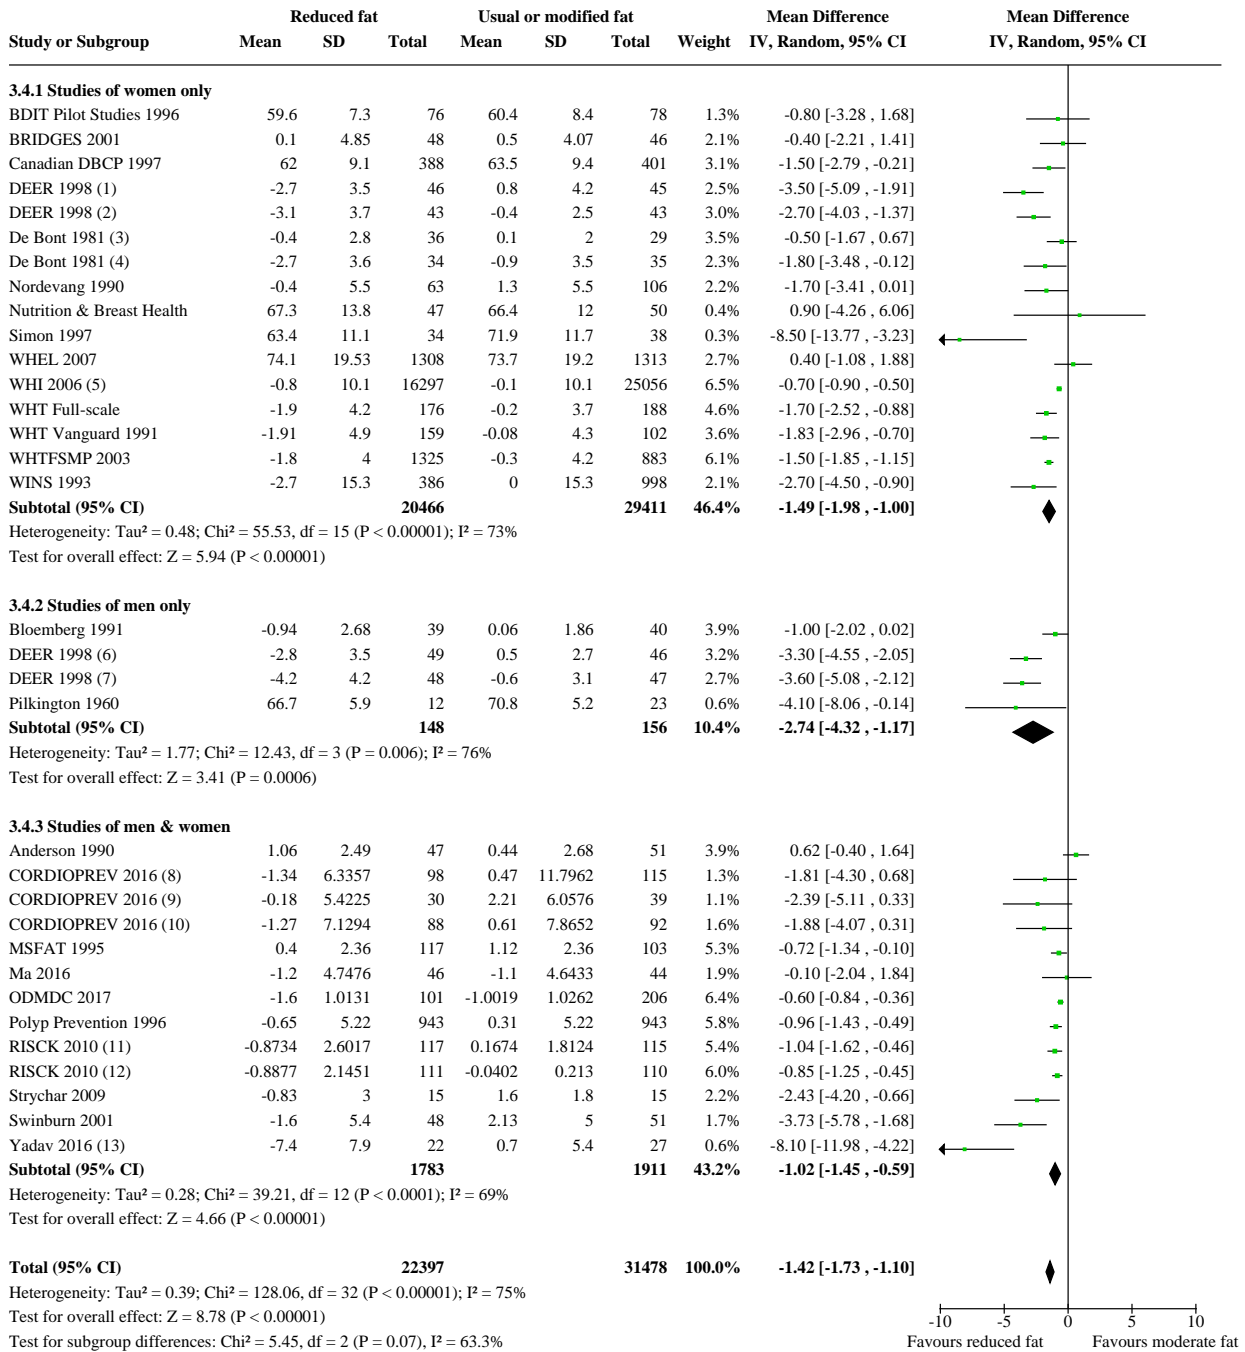 Reduced fat Usual or modified fat Mean Difference Mean Difference
Study or Subgroup Mean SD Total Mean SD Total Weight IV, Random, 95% CI IV, Random, 95% CI
3.4.1 Studies of women only
BDIT Pilot Studies 1996 59.6 7.3 76 60.4 8.4 78 1.3% -0.80 [-3.28 , 1.68]
BRIDGES 2001 0.1 4.85 48 0.5 4.07 46 2.1% -0.40 [-2.21 , 1.41]
Canadian DBCP 1997 62 9.1 388 63.5 9.4 401 3.1% -1.50 [-2.79 , -0.21]
DEER 1998 (1) -2.7 3.5 46 0.8 4.2 45 2.5% -3.50 [-5.09 , -1.91]
DEER 1998 (2) -3.1 3.7 43 -0.4 2.5 43 3.0% -2.70 [-4.03 , -1.37]
De Bont 1981 (3) -0.4 2.8 36 0.1 2 29 3.5% -0.50 [-1.67 , 0.67]
De Bont 1981 (4) -2.7 3.6 34 -0.9 3.5 35 2.3% -1.80 [-3.48 , -0.12]
Nordevang 1990 -0.4 5.5 63 1.3 5.5 106 2.2% -1.70 [-3.41 , 0.01]
Nutrition & Breast Health 67.3 13.8 47 66.4 12 50 0.4% 0.90 [-4.26 , 6.06]
Simon 1997 63.4 11.1 34 71.9 11.7 38 0.3% -8.50 [-13.77 , -3.23]
WHEL 2007 74.1 19.53 1308 73.7 19.2 1313 2.7% 0.40 [-1.08 , 1.88]
WHI 2006 (5) -0.8 10.1 16297 -0.1 10.1 25056 6.5% -0.70 [-0.90 , -0.50]
WHT Full-scale -1.9 4.2 176 -0.2 3.7 188 4.6% -1.70 [-2.52 , -0.88]
WHT Vanguard 1991 -1.91 4.9 159 -0.08 4.3 102 3.6% -1.83 [-2.96 , -0.70]
WHTFSMP 2003 -1.8 4 1325 -0.3 4.2 883 6.1% -1.50 [-1.85 , -1.15]
WINS 1993 -2.7 15.3 386 0 15.3 998 2.1% -2.70 [-4.50 , -0.90]
Subtotal (95% CI) 20466 29411 46.4% -1.49 [-1.98 , -1.00]
Heterogeneity: Tau² = 0.48; Chi² = 55.53, df = 15 (P < 0.00001); I² = 73%
Test for overall effect: Z = 5.94 (P < 0.00001)
3.4.2 Studies of men only
Bloemberg 1991 -0.94 2.68 39 0.06 1.86 40 3.9% -1.00 [-2.02 , 0.02]
DEER 1998 (6) -2.8 3.5 49 0.5 2.7 46 3.2% -3.30 [-4.55 , -2.05]
DEER 1998 (7) -4.2 4.2 48 -0.6 3.1 47 2.7% -3.60 [-5.08 , -2.12]
Pilkington 1960 66.7 5.9 12 70.8 5.2 23 0.6% -4.10 [-8.06 , -0.14]
Subtotal (95% CI) 148 156 10.4% -2.74 [-4.32 , -1.17]
Heterogeneity: Tau² = 1.77; Chi² = 12.43, df = 3 (P = 0.006); I² = 76%
Test for overall effect: Z = 3.41 (P = 0.0006)
3.4.3 Studies of men & women
Anderson 1990 1.06 2.49 47 0.44 2.68 51 3.9% 0.62 [-0.40 , 1.64]
CORDIOPREV 2016 (8) -1.34 6.3357 98 0.47 11.7962 115 1.3% -1.81 [-4.30 , 0.68]
CORDIOPREV 2016 (9) -0.18 5.4225 30 2.21 6.0576 39 1.1% -2.39 [-5.11 , 0.33]
CORDIOPREV 2016 (10) -1.27 7.1294 88 0.61 7.8652 92 1.6% -1.88 [-4.07 , 0.31]
MSFAT 1995 0.4 2.36 117 1.12 2.36 103 5.3% -0.72 [-1.34 , -0.10]
Ma 2016 -1.2 4.7476 46 -1.1 4.6433 44 1.9% -0.10 [-2.04 , 1.84]
ODMDC 2017 -1.6 1.0131 101 -1.0019 1.0262 206 6.4% -0.60 [-0.84 , -0.36]
Polyp Prevention 1996 -0.65 5.22 943 0.31 5.22 943 5.8% -0.96 [-1.43 , -0.49]
RISCK 2010 (11) -0.8734 2.6017 117 0.1674 1.8124 115 5.4% -1.04 [-1.62 , -0.46]
RISCK 2010 (12) -0.8877 2.1451 111 -0.0402 0.213 110 6.0% -0.85 [-1.25 , -0.45]
Strychar 2009 -0.83 3 15 1.6 1.8 15 2.2% -2.43 [-4.20 , -0.66]
Swinburn 2001 -1.6 5.4 48 2.13 5 51 1.7% -3.73 [-5.78 , -1.68]
Yadav 2016 (13) -7.4 7.9 22 0.7 5.4 27 0.6% -8.10 [-11.98 , -4.22]
Subtotal (95% CI) 1783 1911 43.2% -1.02 [-1.45 , -0.59]
Heterogeneity: Tau² = 0.28; Chi² = 39.21, df = 12 (P < 0.0001); I² = 69%
Test for overall effect: Z = 4.66 (P < 0.00001)
Total (95% CI) 22397 31478 100.0% -1.42 [-1.73 , -1.10]
Heterogeneity: Tau² = 0.39; Chi² = 128.06, df = 32 (P < 0.00001); I² = 75%
Test for overall effect: Z = 8.78 (P < 0.00001)
-10 -5 0 5 10
Test for subgroup differences: Chi² = 5.45, df = 2 (P = 0.07), I² = 63.3%
Favours reduced fat Favours moderate fat